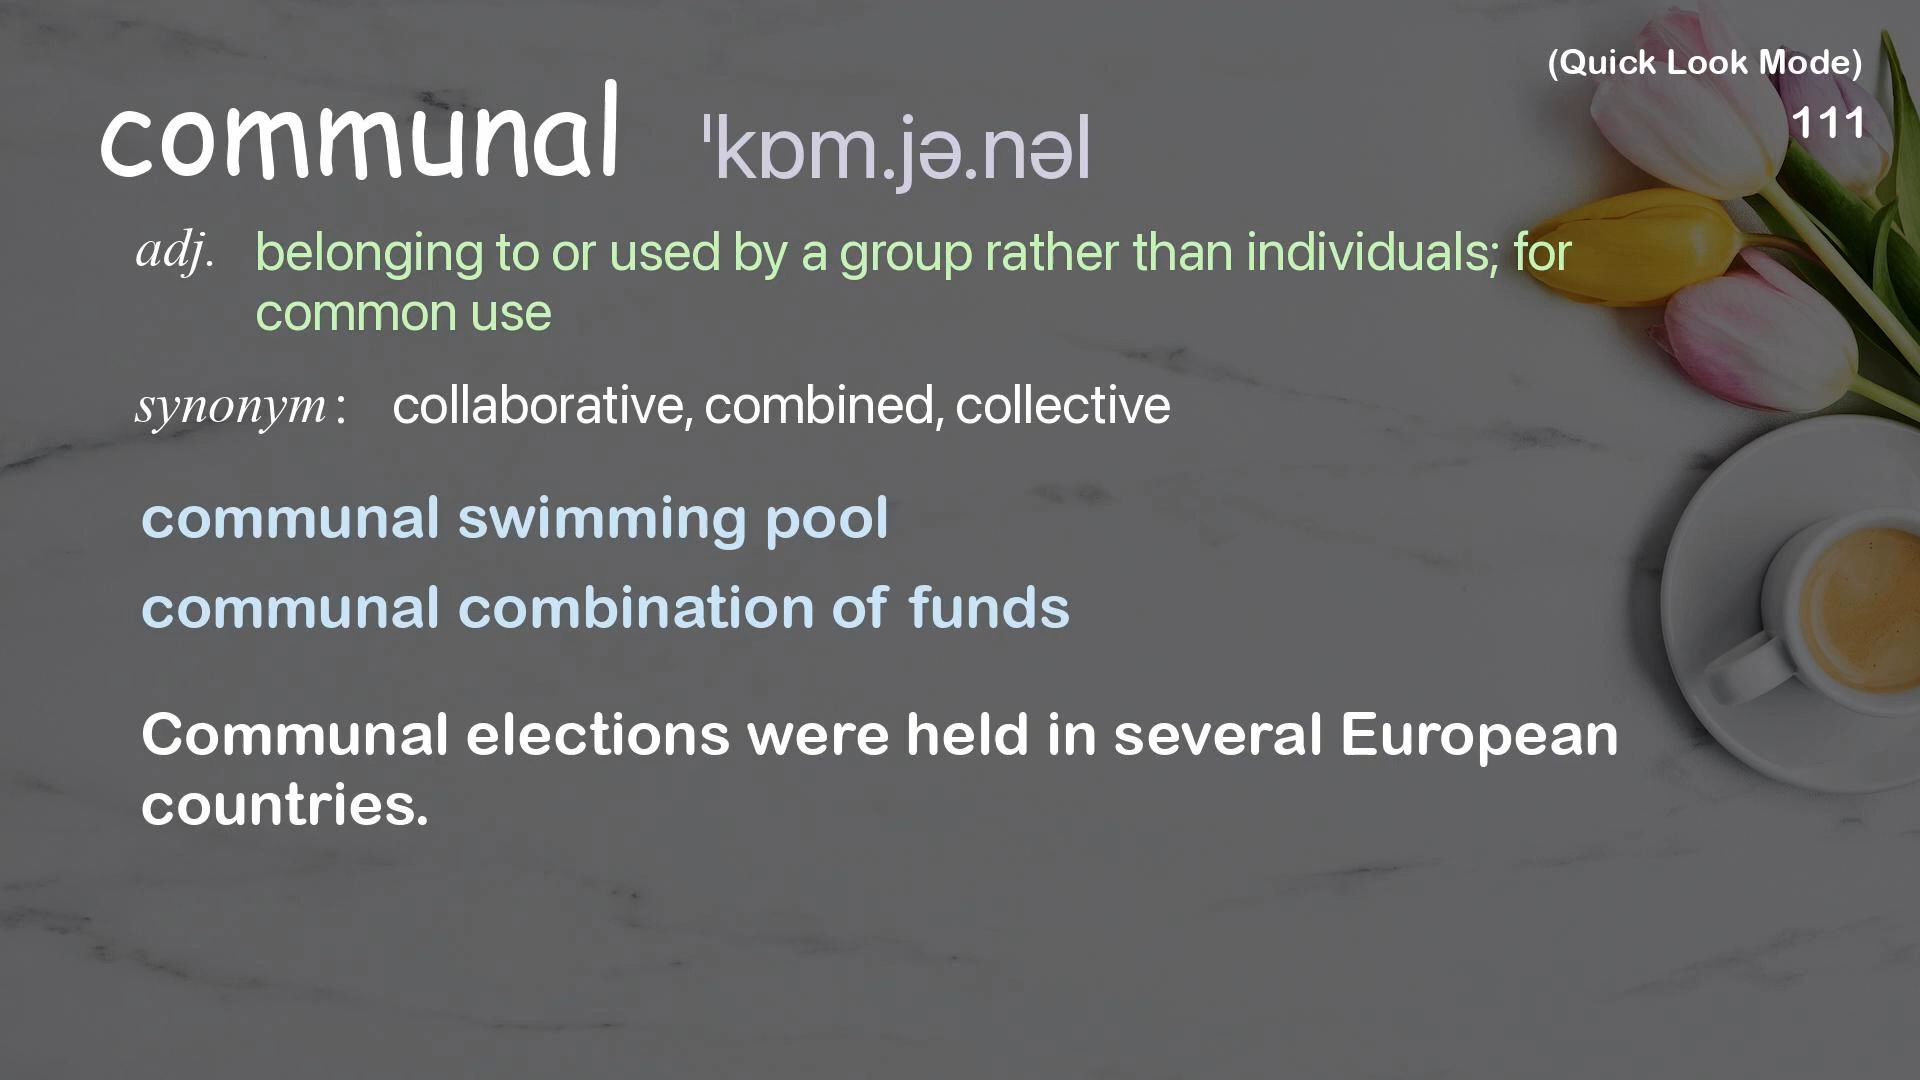 (Quick Look Mode)
111
communal ˈkɒm.jə.nəl
adj. belonging to or used by a group rather than individuals; for
common use
synonym: collaborative, combined, collective
communal swimming pool
communal combination of funds
Communal elections were held in several European
countries.